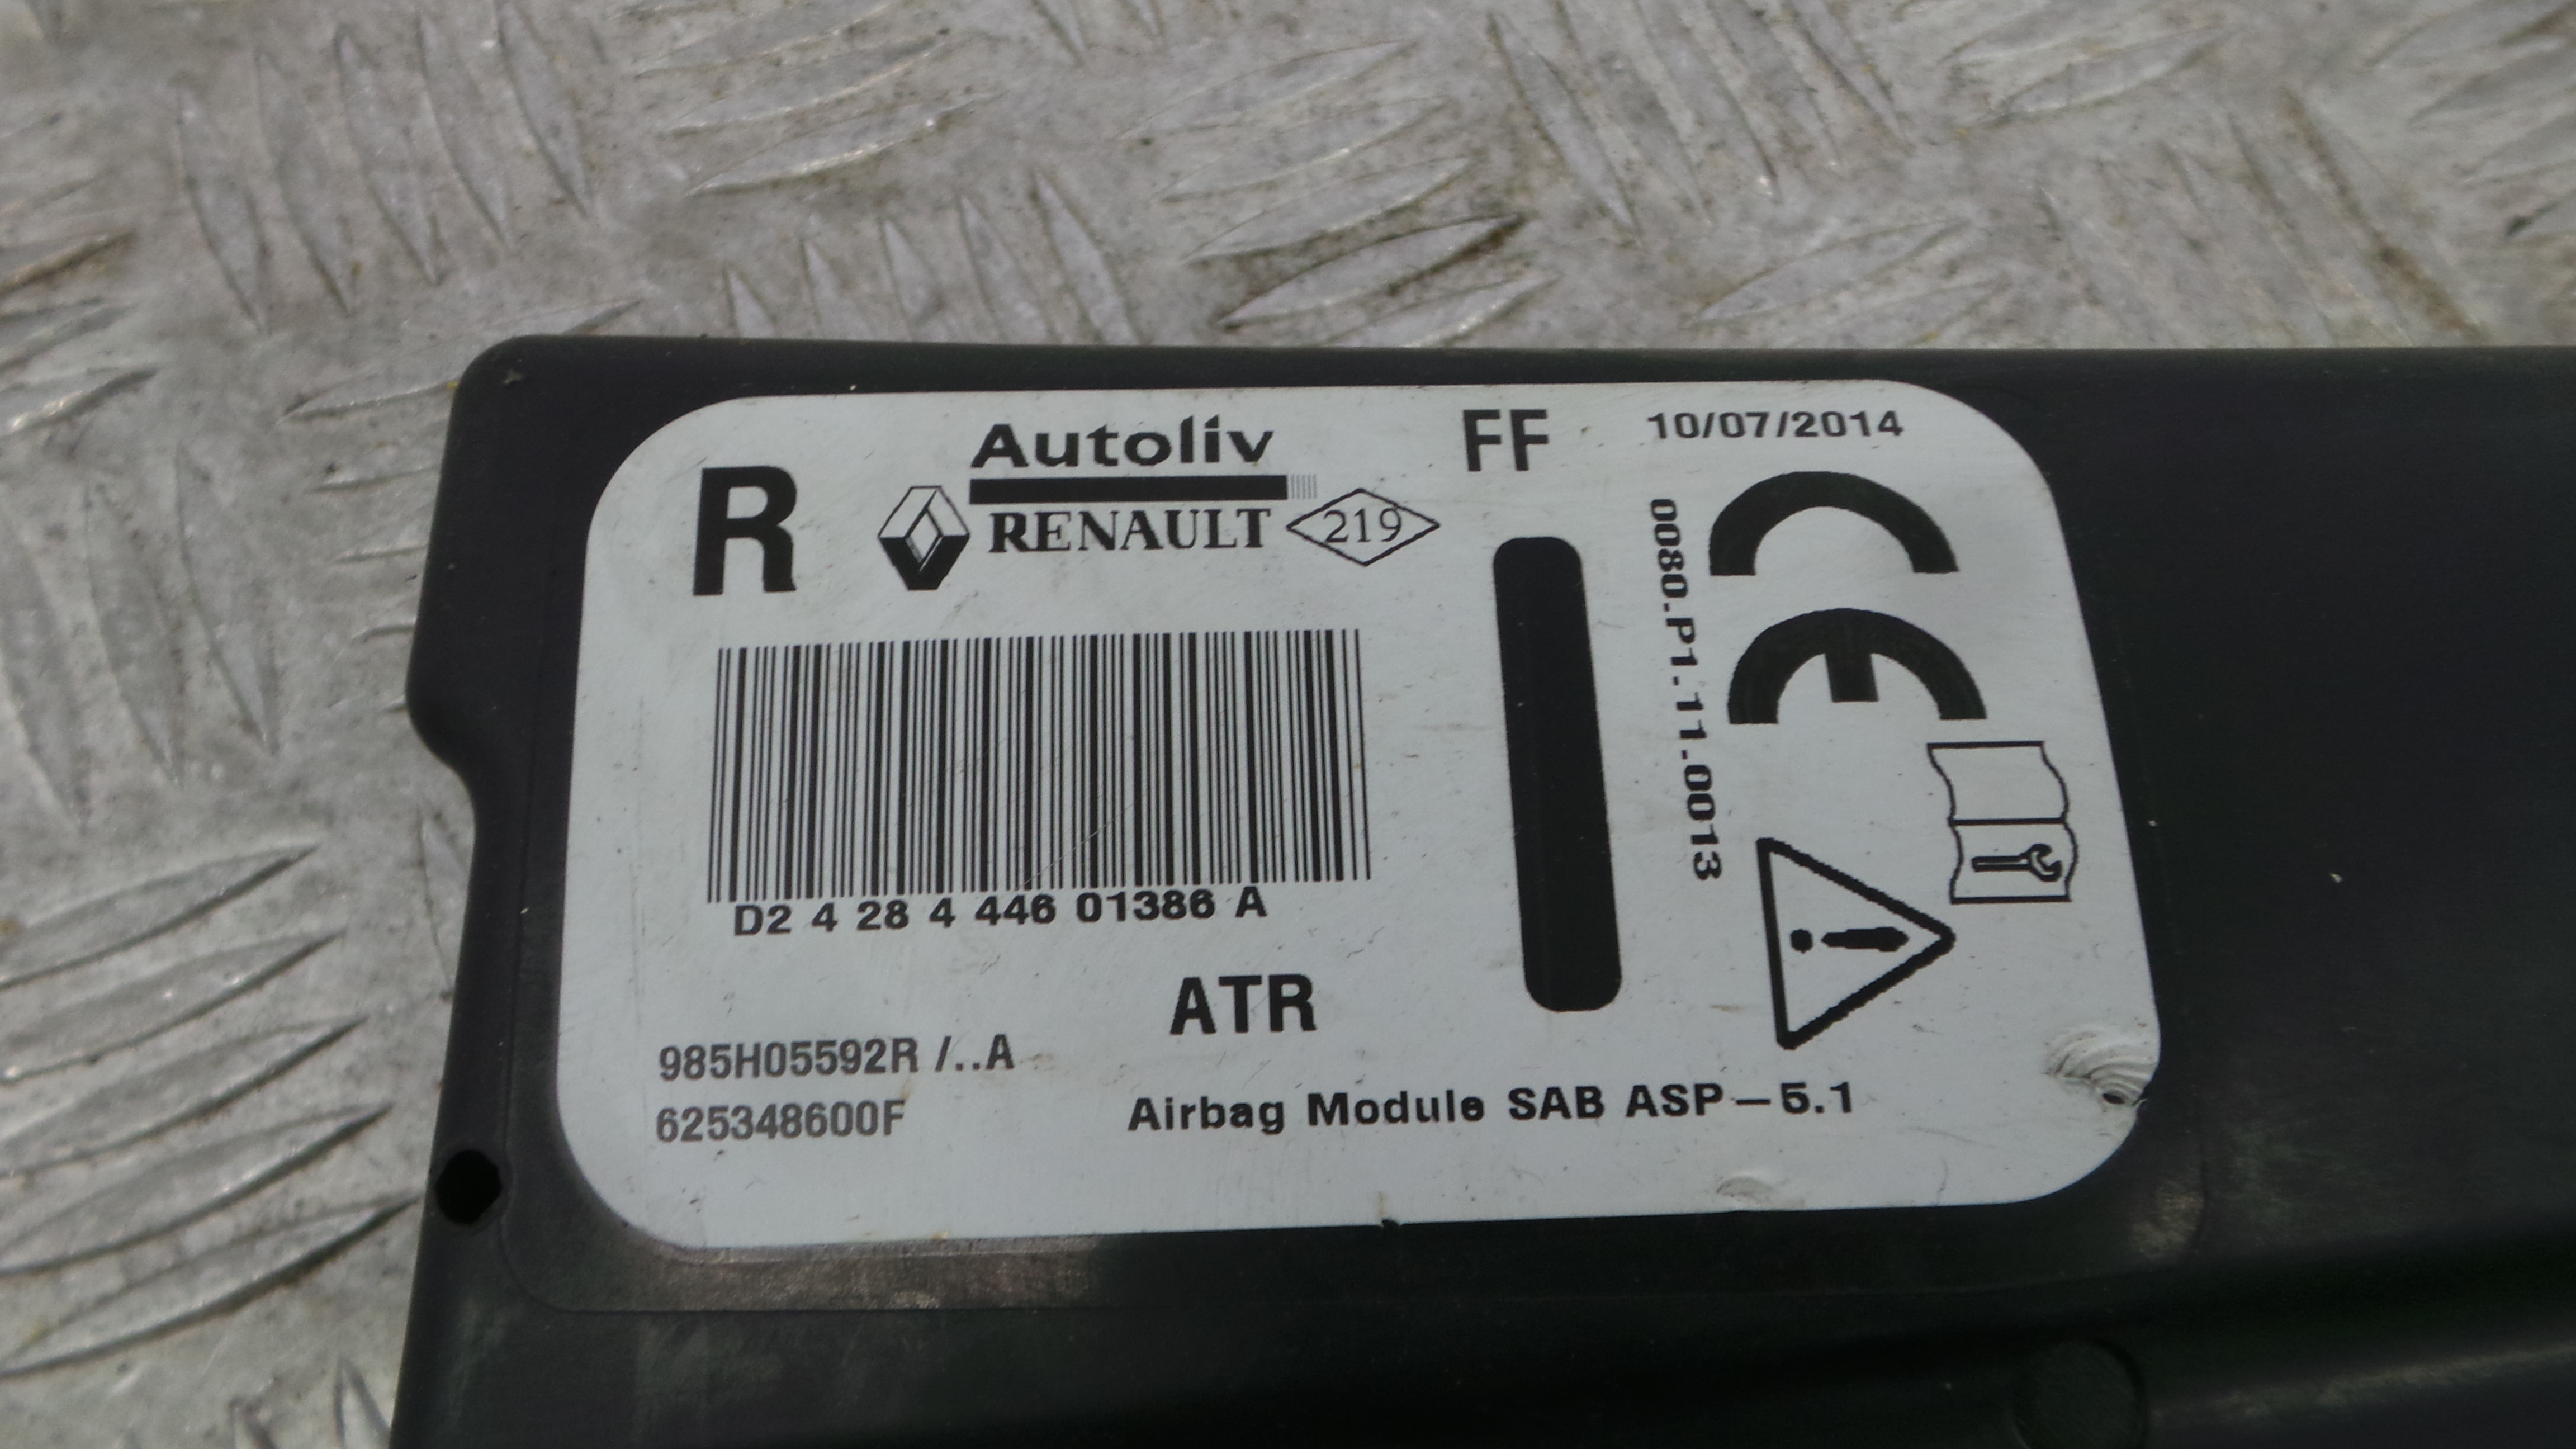 R
Autoliv
RENAULT
219
FF
10/07/2014
0080.P1.11.0013
CE
D2 4 28 4 446 01386 A
ATR
985H05592R /..A
625348600F
Airbag Module SAB ASP-5.1